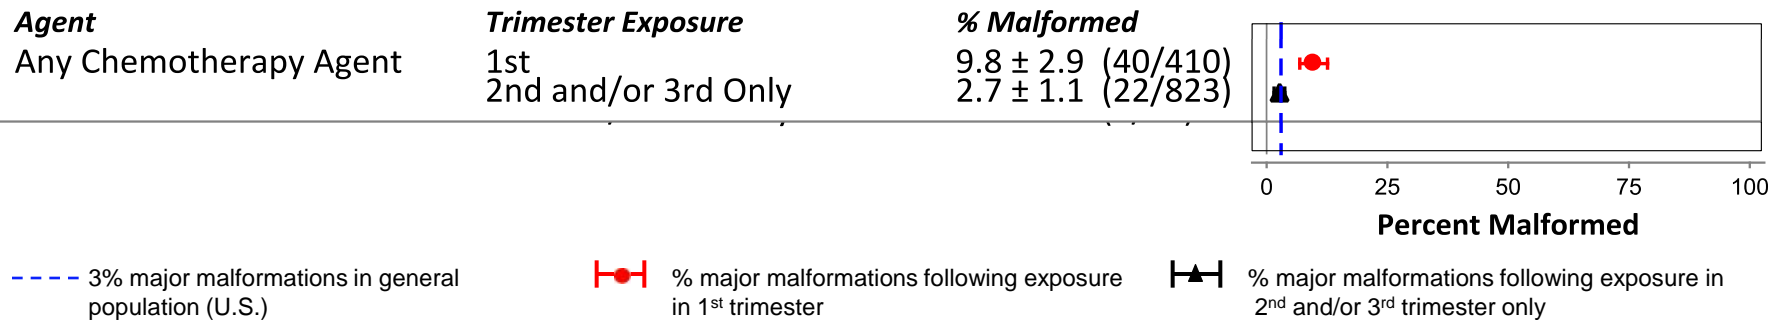 Agent Trimester Exposure % Malformed
Any Chemotherapy Agent 1st 9.8 ± 2.9 (40/410)
2nd and/or 3rd Only 2.7 ± 1.1 (22/823)
0 25 50 75 100
Percent Malformed
3% major malformations in general
population (U.S.)
% major malformations following exposure
in 1st trimester
% major malformations following exposure in
2nd and/or 3rd trimester only